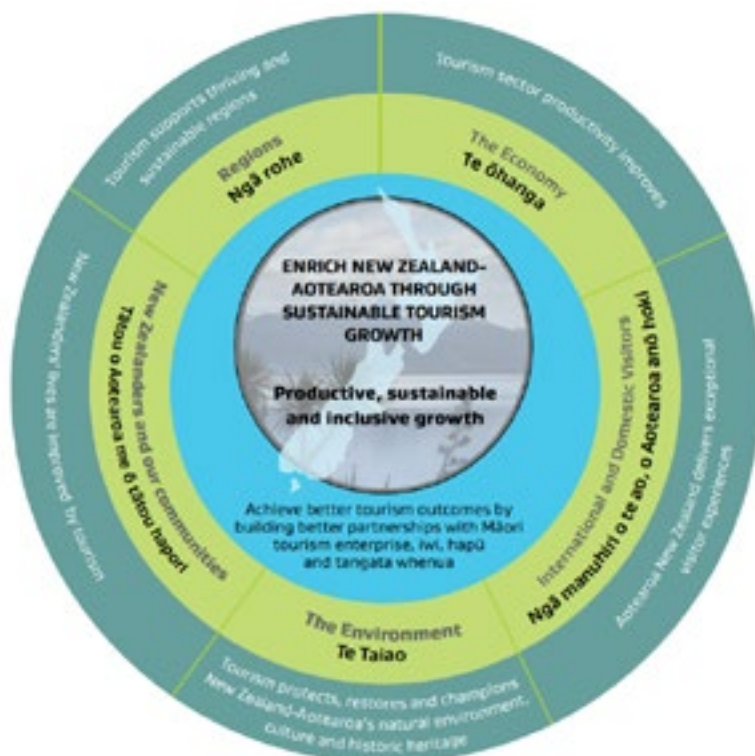 ENRICH NEW ZEALAND-
AOTEAROA THROUGH
SUSTAINABLE TOURISM
GROWTH
Productive, sustainable
and inclusive growth
Achieve better tourism outcomes by
building better partnerships with Māori
tourism enterprise, iwi, hapū
and tangata whenua
The Economy
Te ōhanga
Tourism sector productivity improves
International and Domestic Visitors
Ngā manuhiri o te ao, o Aotearoa anō hoki
Aotearoa New Zealand delivers exceptional
visitor experiences
The Environment
Te Taiao
Tourism protects, restores and champions
New Zealand-Aotearoa's natural environment,
culture and historic heritage
New Zealanders and our communities
Tātou o Aotearoa me ō tātou hapori
New Zealanders' lives are improved by tourism
Regions
Ngā rohe
Tourism supports thriving and
sustainable regions